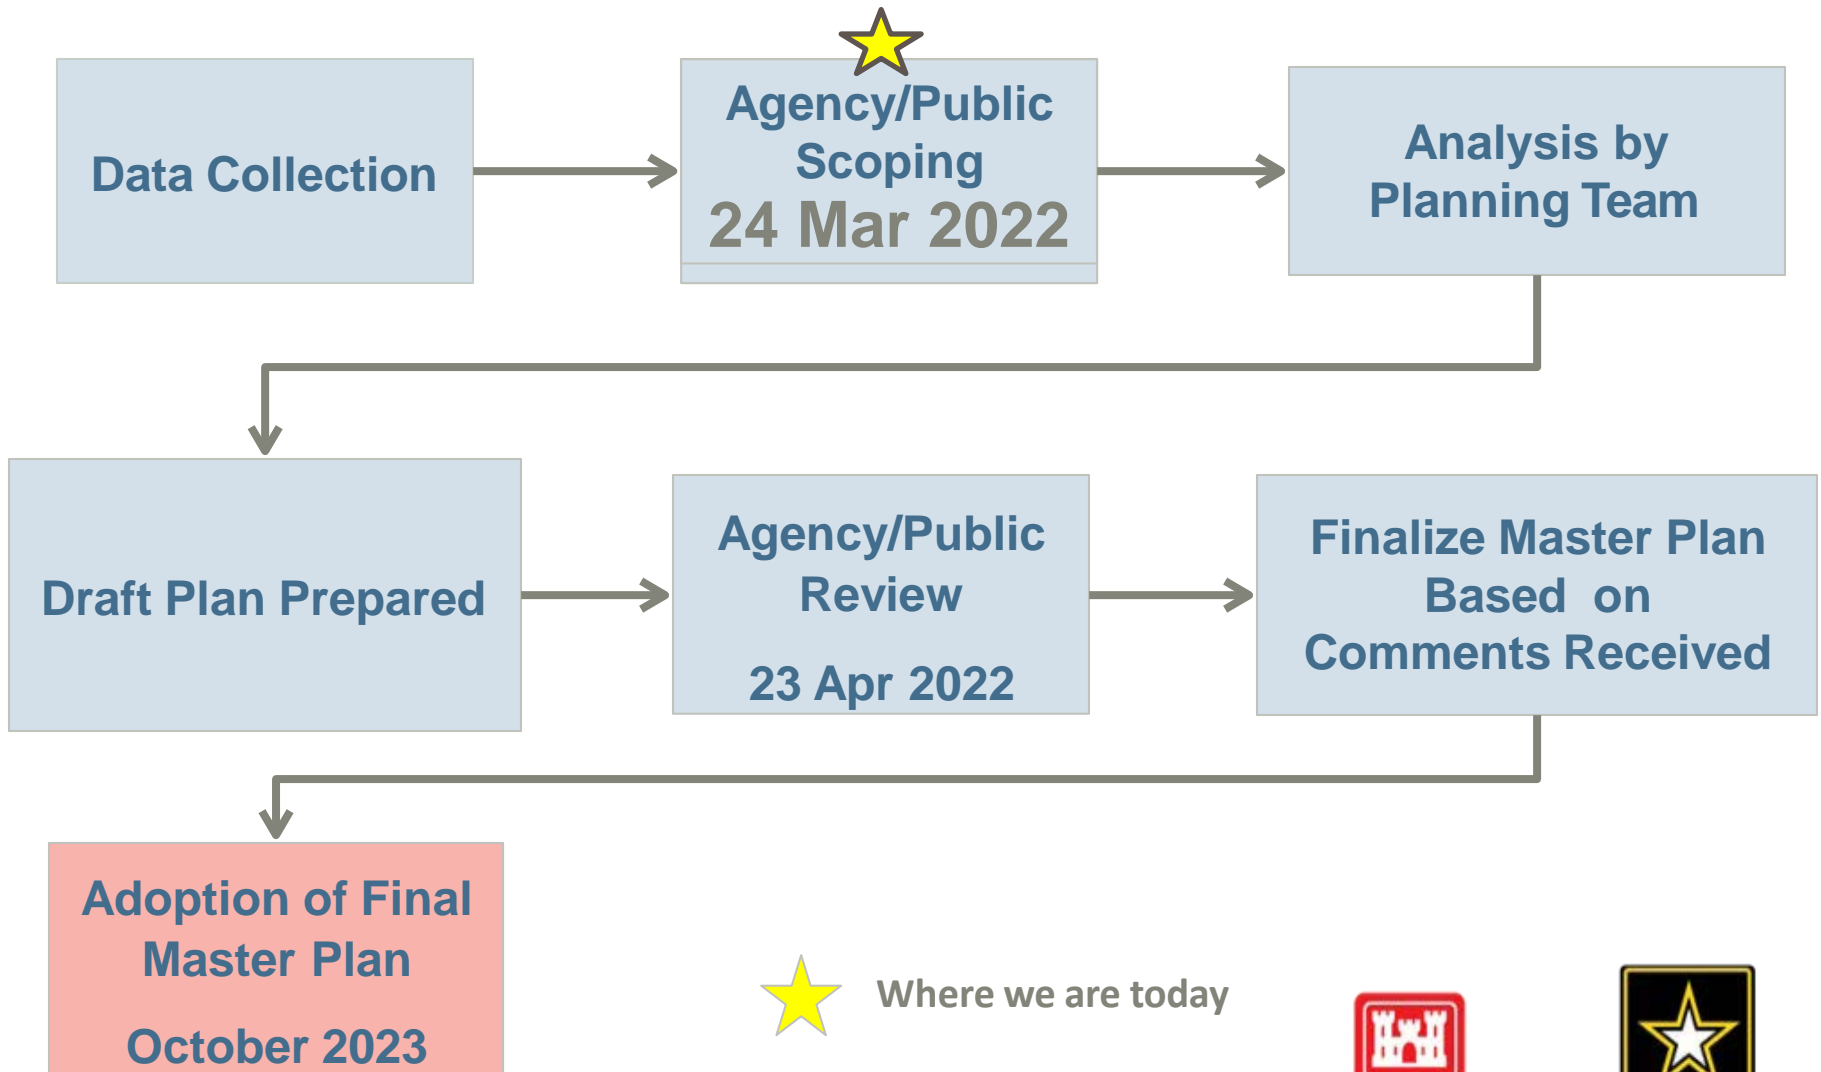 Data Collection
Agency/Public
Scoping
24 Mar 2022
Analysis by
Planning Team
Draft Plan Prepared
Agency/Public
Review
23 Apr 2022
Finalize Master Plan
Based on
Comments Received
Adoption of Final
Master Plan
October 2023
Where we are today